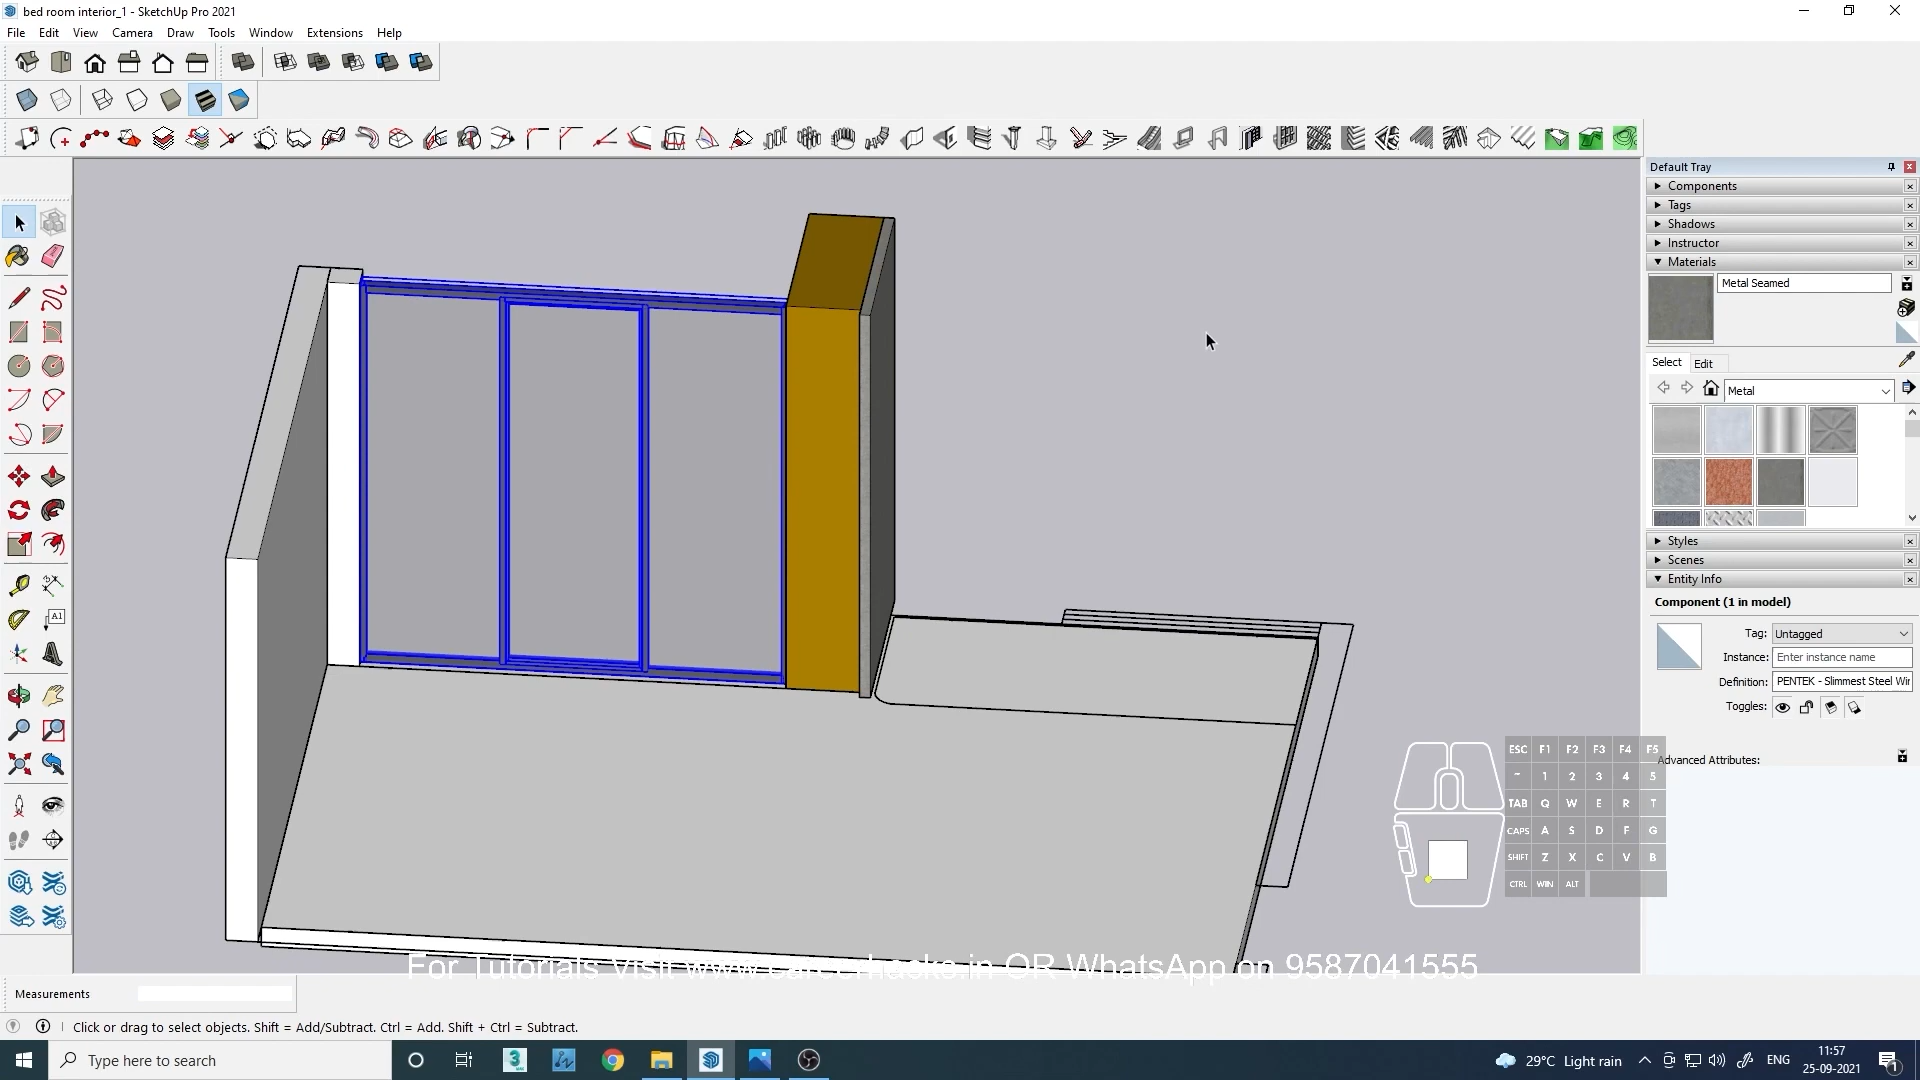 bed room interior_1 - SketchUp Pro 2021
File Edit View Camera Draw Tools Window Extensions Help
Default Tray
Components
Tags
Shadows
Instructor
Materials
Metal Seamed
Select Edit
Metal
Styles
Scenes
Entity Info
Component (1 in model)
Tag: Untagged
Instance: Enter instance name
Definition: PENTEK - Slimmest Steel Wir
Toggles:
Advanced Attributes:
ESC F1 F2 F3 F4 F5
~ 1 2 3 4 5
TAB Q W E R T
CAPS A S D F G
SHIFT Z X C V B
CTRL WIN ALT
For Tutorials Visit www.careerhacks.in OR WhatsApp on 9587041555
Measurements
Click or drag to select objects. Shift = Add/Subtract. Ctrl = Add. Shift + Ctrl = Subtract.
Type here to search
29°C Light rain
ENG
11:57
25-09-2021